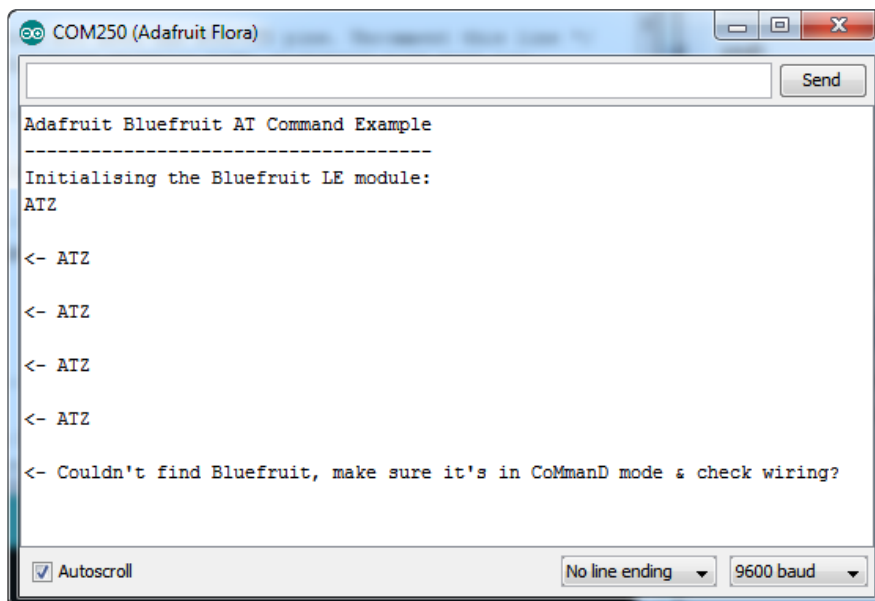 COM250 (Adafruit Flora)
Send
Adafruit Bluefruit AT Command Example
-------------------------------------
Initialising the Bluefruit LE module:
ATZ
<- ATZ
<- ATZ
<- ATZ
<- ATZ
<- Couldn't find Bluefruit, make sure it's in CoMmanD mode & check wiring?
Autoscroll
No line ending
9600 baud